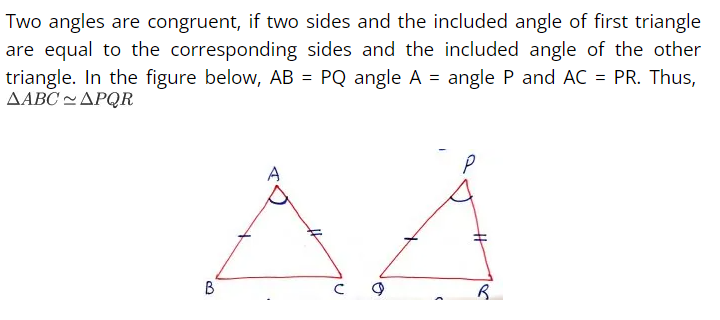 Two angles are congruent, if two sides and the included angle of first triangle
are equal to the corresponding sides and the included angle of the other
triangle. In the figure below, AB = PQ angle A = angle P and AC = PR. Thus,
ΔABC ≃ ΔPQR
A P
B C Q R